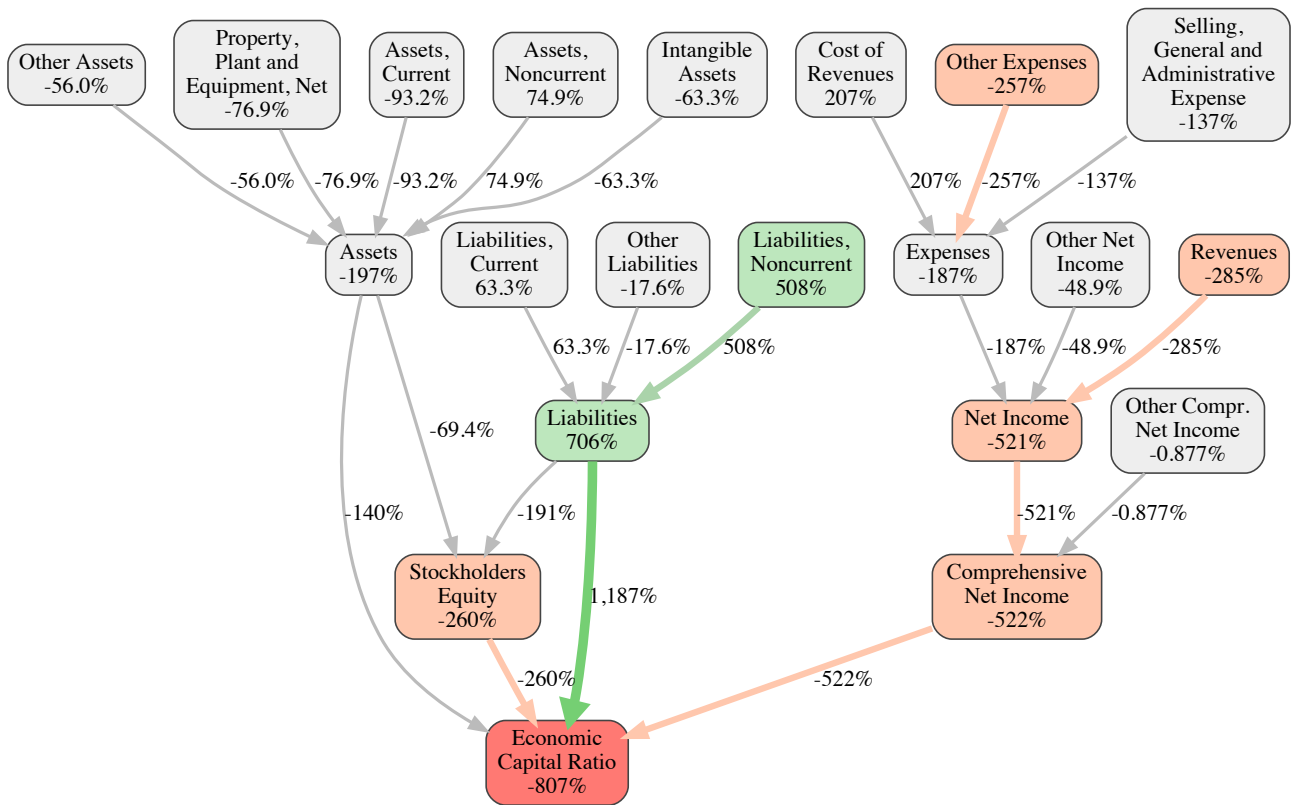 Other Assets
-56.0%
Property,
Plant and
Equipment, Net
-76.9%
Assets,
Current
-93.2%
Assets,
Noncurrent
74.9%
Intangible
Assets
-63.3%
Cost of
Revenues
207%
Other Expenses
-257%
Selling,
General and
Administrative
Expense
-137%
-56.0%
-76.9%
-93.2%
74.9%
-63.3%
207%
-257%
-137%
Assets
-197%
Liabilities,
Current
63.3%
Other
Liabilities
-17.6%
Liabilities,
Noncurrent
508%
Expenses
-187%
Other Net
Income
-48.9%
Revenues
-285%
63.3%
-17.6%
508%
-187%
-48.9%
-285%
-69.4%
Liabilities
706%
Net Income
-521%
Other Compr.
Net Income
-0.877%
-140%
-191%
-521%
-0.877%
Stockholders
Equity
-260%
1,187%
Comprehensive
Net Income
-522%
-260%
-522%
Economic
Capital Ratio
-807%